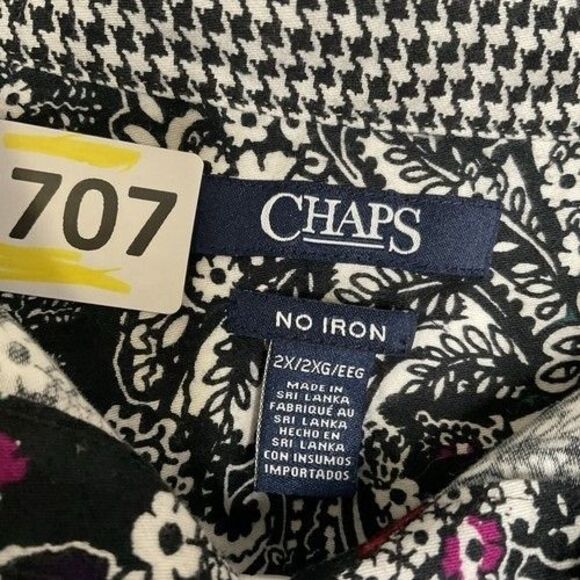 707
CHAPS
NO IRON
2X/2XG/EEG
MADE IN
SRI LANKA
FABRIQUÉ AU
SRI LANKA
HECHO EN
SRI LANKA
CON INSUMOS
IMPORTADOS